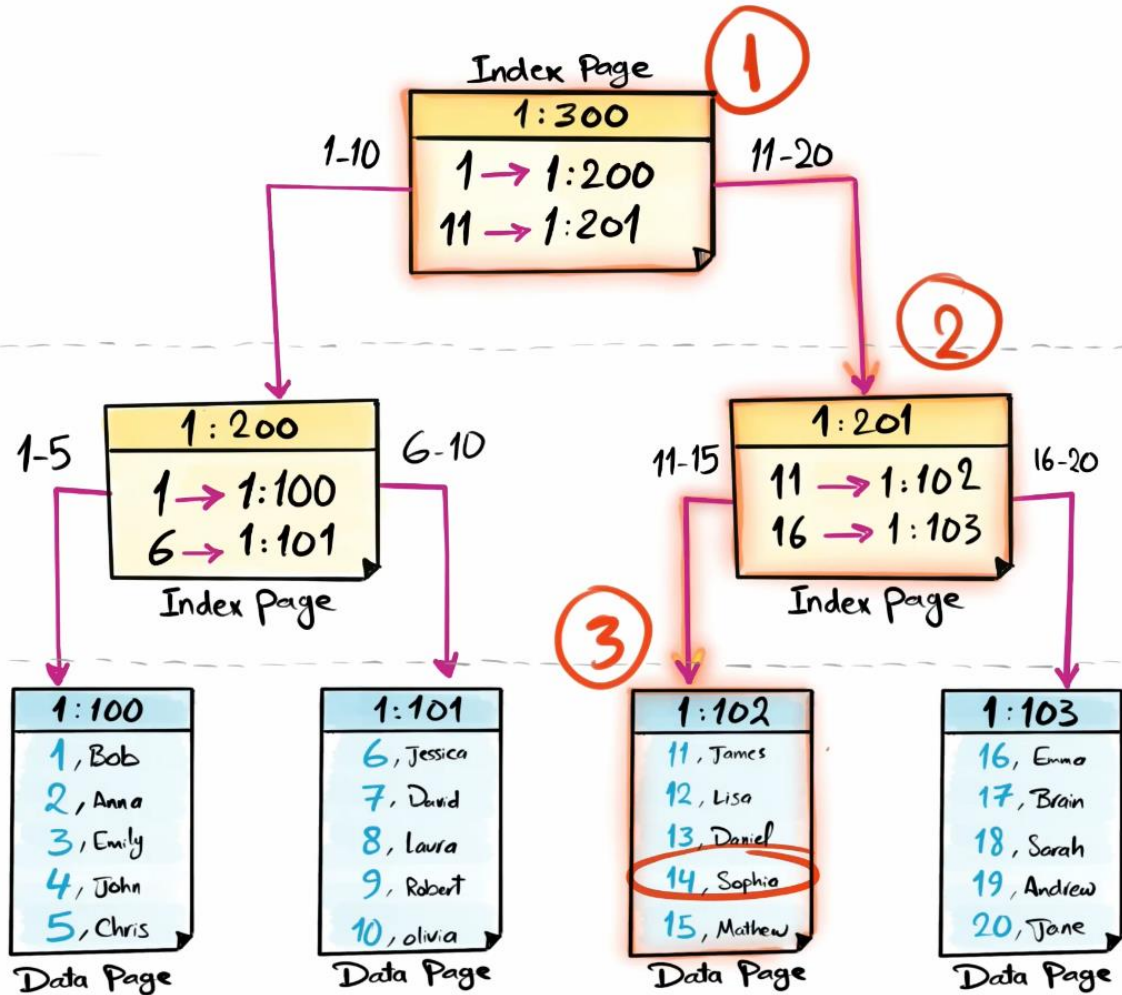 Index Page
1
1:300
1-10
1 → 1:200
11-20
11 → 1:201
2
1:200
1-5
6-10
1 → 1:100
6 → 1:101
Index Page
1:201
11-15
16-20
11 → 1:102
16 → 1:103
Index Page
3
1:100
1, Bob
2, Anna
3, Emily
4, John
5, Chris
Data Page
1:101
6, Jessica
7, David
8, Laura
9, Robert
10, olivia
Data Page
1:102
11, James
12, Lisa
13, Daniel
14, Sophia
15, Mathew
Data Page
1:103
16, Emma
17, Brain
18, Sarah
19, Andrew
20, Jane
Data Page